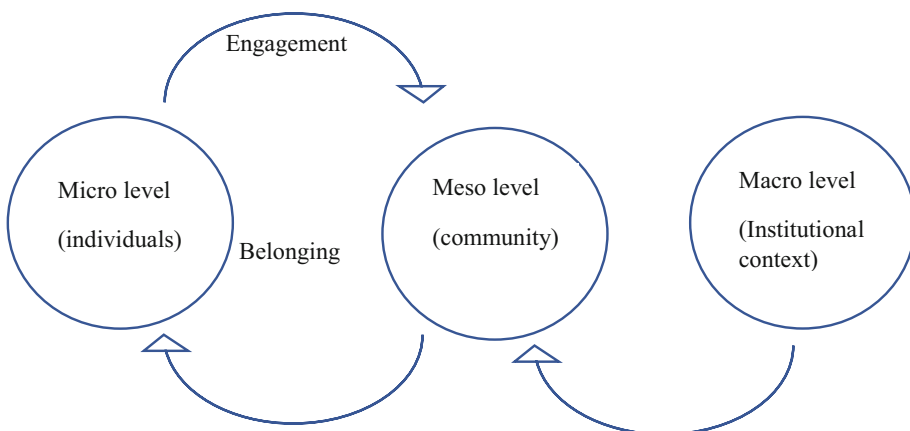 Engagement
Micro level
(individuals)
Belonging
Meso level
(community)
Macro level
(Institutional
context)